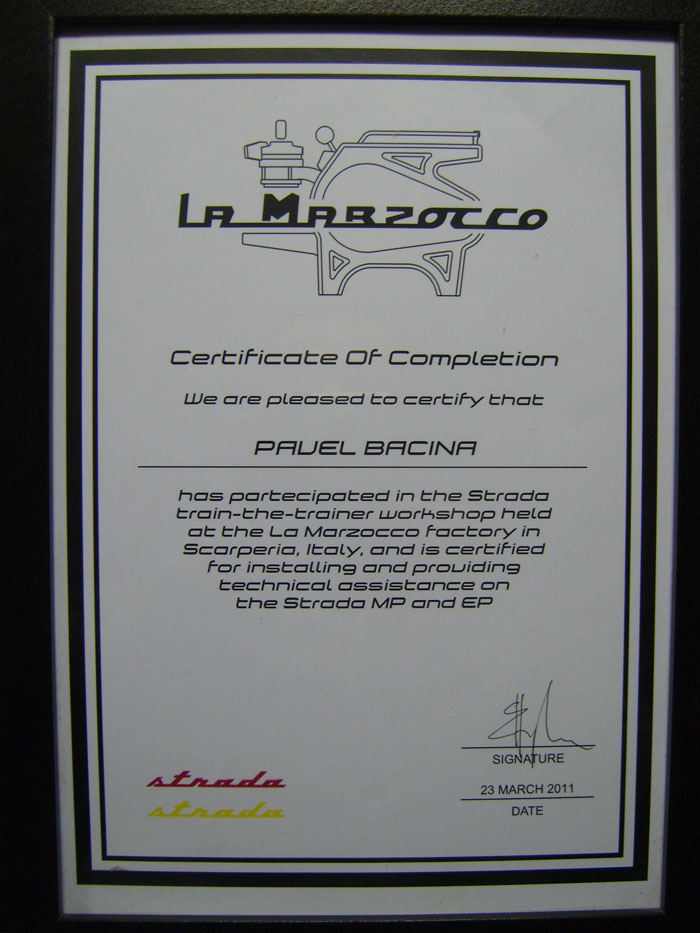 La Marzocco
Certificate Of Completion
We are pleased to certify that
PAVEL BACINA
has partecipated in the Strada
train-the-trainer workshop held
at the La Marzocco factory in
Scarperia, Italy, and is certified
for installing and providing
technical assistance on
the Strada MP and EP
SIGNATURE
23 MARCH 2011
DATE
strada
strada